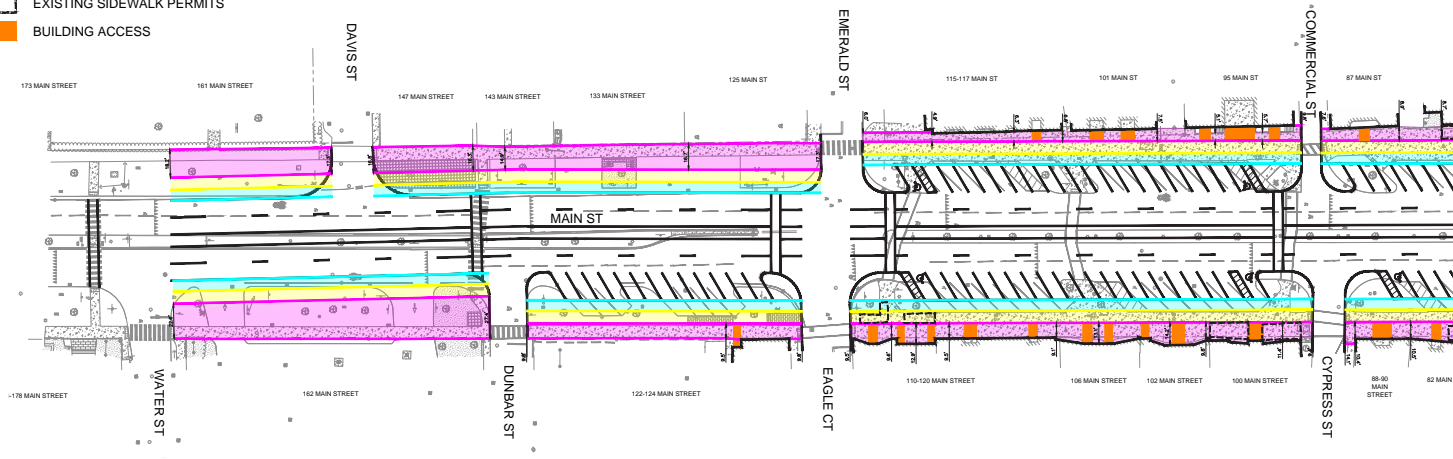 EXISTING SIDEWALK PERMITS
BUILDING ACCESS
DAVIS ST
EMERALD ST
COMMERCIAL ST
173 MAIN STREET
161 MAIN STREET
147 MAIN STREET
143 MAIN STREET
133 MAIN STREET
125 MAIN ST
115-117 MAIN ST
101 MAIN ST
95 MAIN ST
87 MAIN ST
MAIN ST
-178 MAIN STREET
WATER ST
162 MAIN STREET
DUNBAR ST
122-124 MAIN STREET
EAGLE CT
110-120 MAIN STREET
106 MAIN STREET
102 MAIN STREET
100 MAIN STREET
CYPRESS ST
88-90
MAIN
STREET
82 MAIN